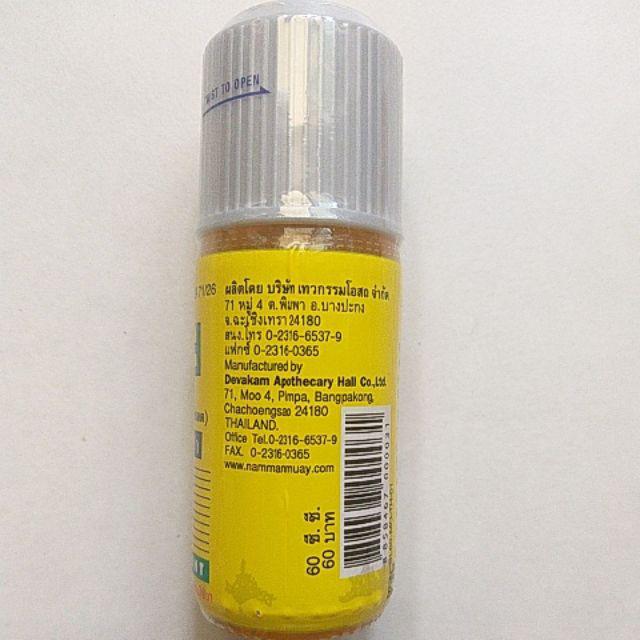 TO OPEN
71/26
ผลิตโดย บริษัท เทวกรรมโอสถ จำกัด
71 หมู่ 4 ต.พิมพา อ.บางปะกง
จ.ฉะเชิงเทรา 24180
สนง.โทร 0-2316-6537-9
แฟกซ์ 0-2316-0365
Manufactured by
Devakam Apothecary Hall Co.,Ltd.
71, Moo 4, Pimpa, Bangpakong,
Chachoengsao 24180
THAILAND.
Office Tel.0-2316-6537-9
FAX. 0-2316-0365
www.nammanmuay.com
60 ซี.ซี.
60 บาท